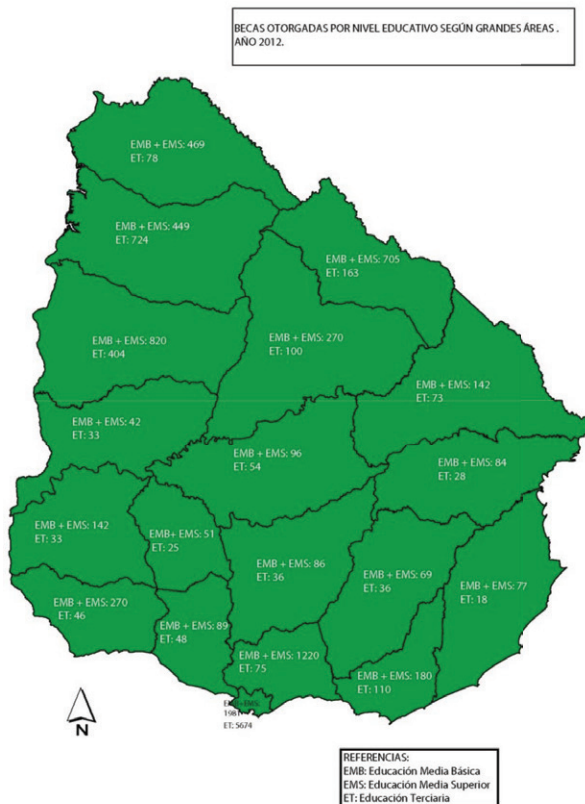 BECAS OTORGADAS POR NIVEL EDUCATIVO SEGÚN GRANDES ÁREAS .
AÑO 2012.
EMB + EMS: 469
ET: 78
EMB + EMS: 449
ET: 724
EMB + EMS: 705
ET: 163
EMB + EMS: 820
ET: 404
EMB + EMS: 270
ET: 100
EMB + EMS: 142
ET: 73
EMB + EMS: 42
ET: 33
EMB + EMS: 96
ET: 54
EMB + EMS: 84
ET: 28
EMB + EMS: 142
ET: 33
EMB+ EMS: 51
ET: 25
EMB + EMS: 86
ET: 36
EMB + EMS: 69
ET: 36
EMB + EMS: 77
ET: 18
EMB + EMS: 270
ET: 46
EMB + EMS: 89
ET: 48
EMB + EMS: 1220
ET: 75
EMB + EMS: 180
ET: 110
EMB + EMS:
1981
ET: 5674
N
REFERENCIAS:
EMB: Educación Media Básica
EMS: Educación Media Superior
ET: Educación Terciaria